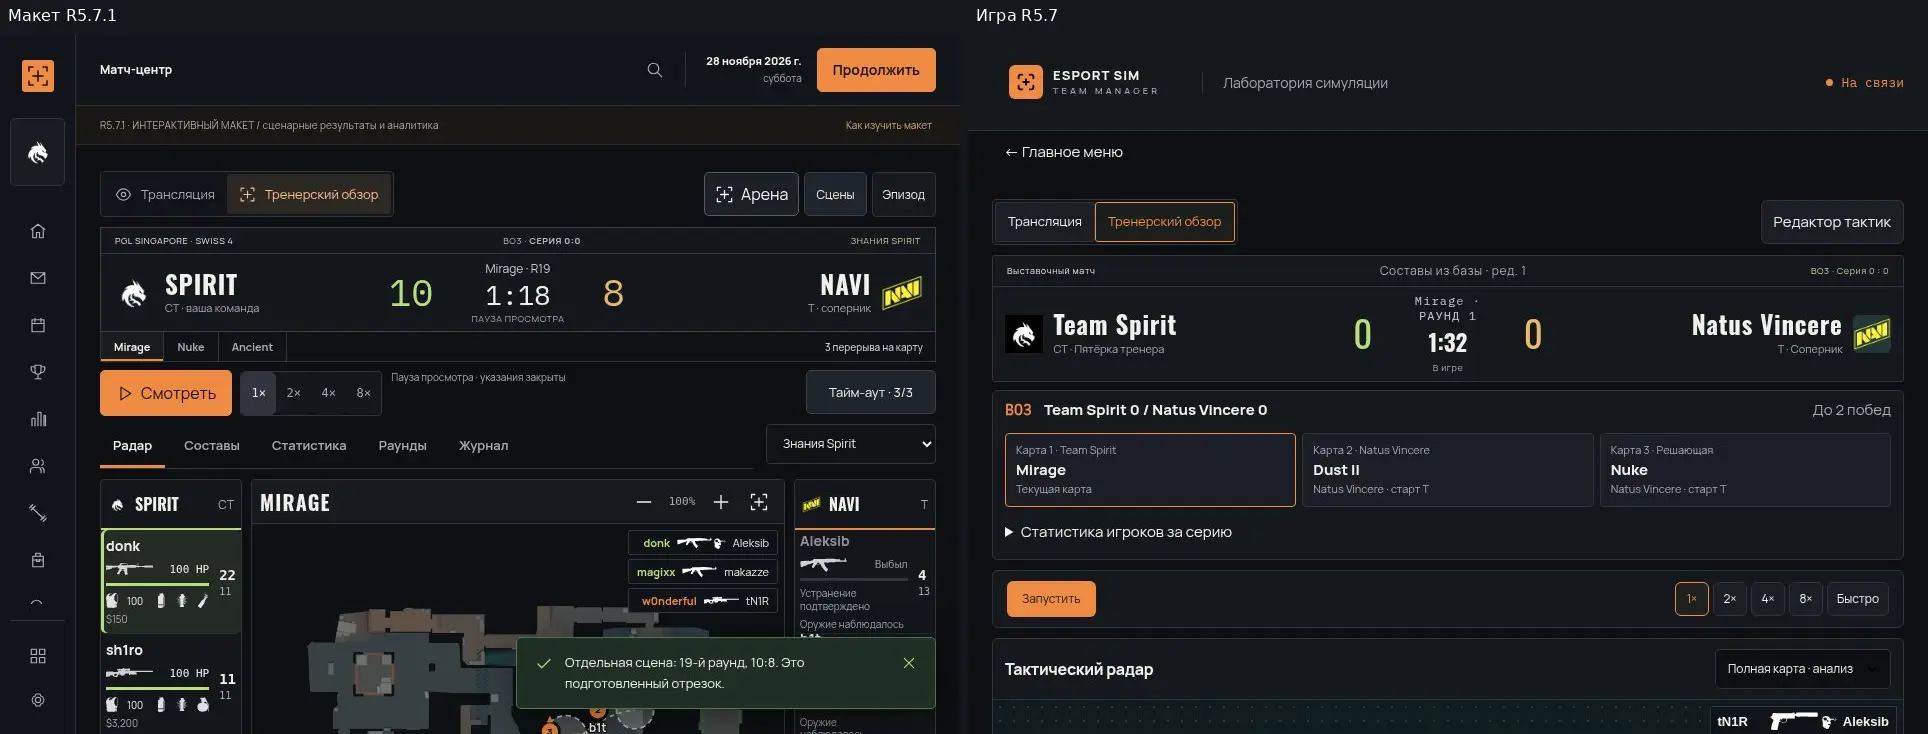 Макет R5.7.1
Матч-центр
28 ноября 2026 г.
суббота
Продолжить
R5.7.1 · ИНТЕРАКТИВНЫЙ МАКЕТ / сценарные результаты и аналитика
Как изучить макет
Трансляция
Тренерский обзор
Арена
Сцены
Эпизод
PGL SINGAPORE · SWISS 4
BO3 · СЕРИЯ 0:0
ЗНАНИЯ SPIRIT
SPIRIT
CT · ваша команда
10
Mirage · R19
1:18
ПАУЗА ПРОСМОТРА
8
NAVI
T · соперник
Mirage
Nuke
Ancient
3 перерыва на карту
Смотреть
1×
2×
4×
8×
Пауза просмотра · указания закрыты
Тайм-аут · 3/3
Радар
Составы
Статистика
Раунды
Журнал
Знания Spirit
SPIRIT CT
donk
100 HP
22
11
100
$150
sh1ro
100 HP
11
11
100
$3,200
MIRAGE
100%
donk Aleksib
magixx makazze
w0nderful tN1R
b1t
NAVI T
Aleksib
Выбыл
4
13
Устранение
подтверждено
Оружие наблюдалось
b1t
Оружие
Отдельная сцена: 19-й раунд, 10:8. Это
подготовленный отрезок.
Игра R5.7
ESPORT SIM
TEAM MANAGER
Лаборатория симуляции
На связи
← Главное меню
Трансляция
Тренерский обзор
Редактор тактик
Выставочный матч
Составы из базы · ред. 1
BO3 · Серия 0 : 0
Team Spirit
CT · Пятёрка тренера
0
Mirage ·
РАУНД 1
1:32
В игре
0
Natus Vincere
T · Соперник
BO3 Team Spirit 0 / Natus Vincere 0
До 2 побед
Карта 1 · Team Spirit
Mirage
Текущая карта
Карта 2 · Natus Vincere
Dust II
Natus Vincere · старт T
Карта 3 · Решающая
Nuke
Natus Vincere · старт T
Статистика игроков за серию
Запустить
1×
2×
4×
8×
Быстро
Тактический радар
Полная карта · анализ
tN1R Aleksib